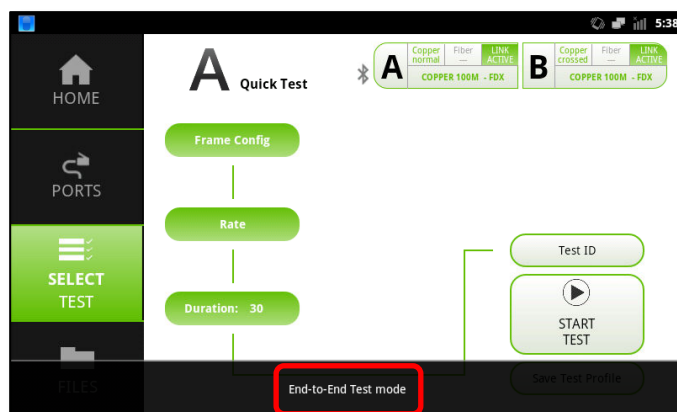 5:38
HOME
PORTS
SELECT
TEST
FILES
A Quick Test
A
Copper
normal
Fiber
—
LINK
ACTIVE
COPPER 100M - FDX
B
Copper
crossed
Fiber
—
LINK
ACTIVE
COPPER 100M - FDX
Frame Config
Rate
Duration: 30
Test ID
START
TEST
Save Test Profile
End-to-End Test mode